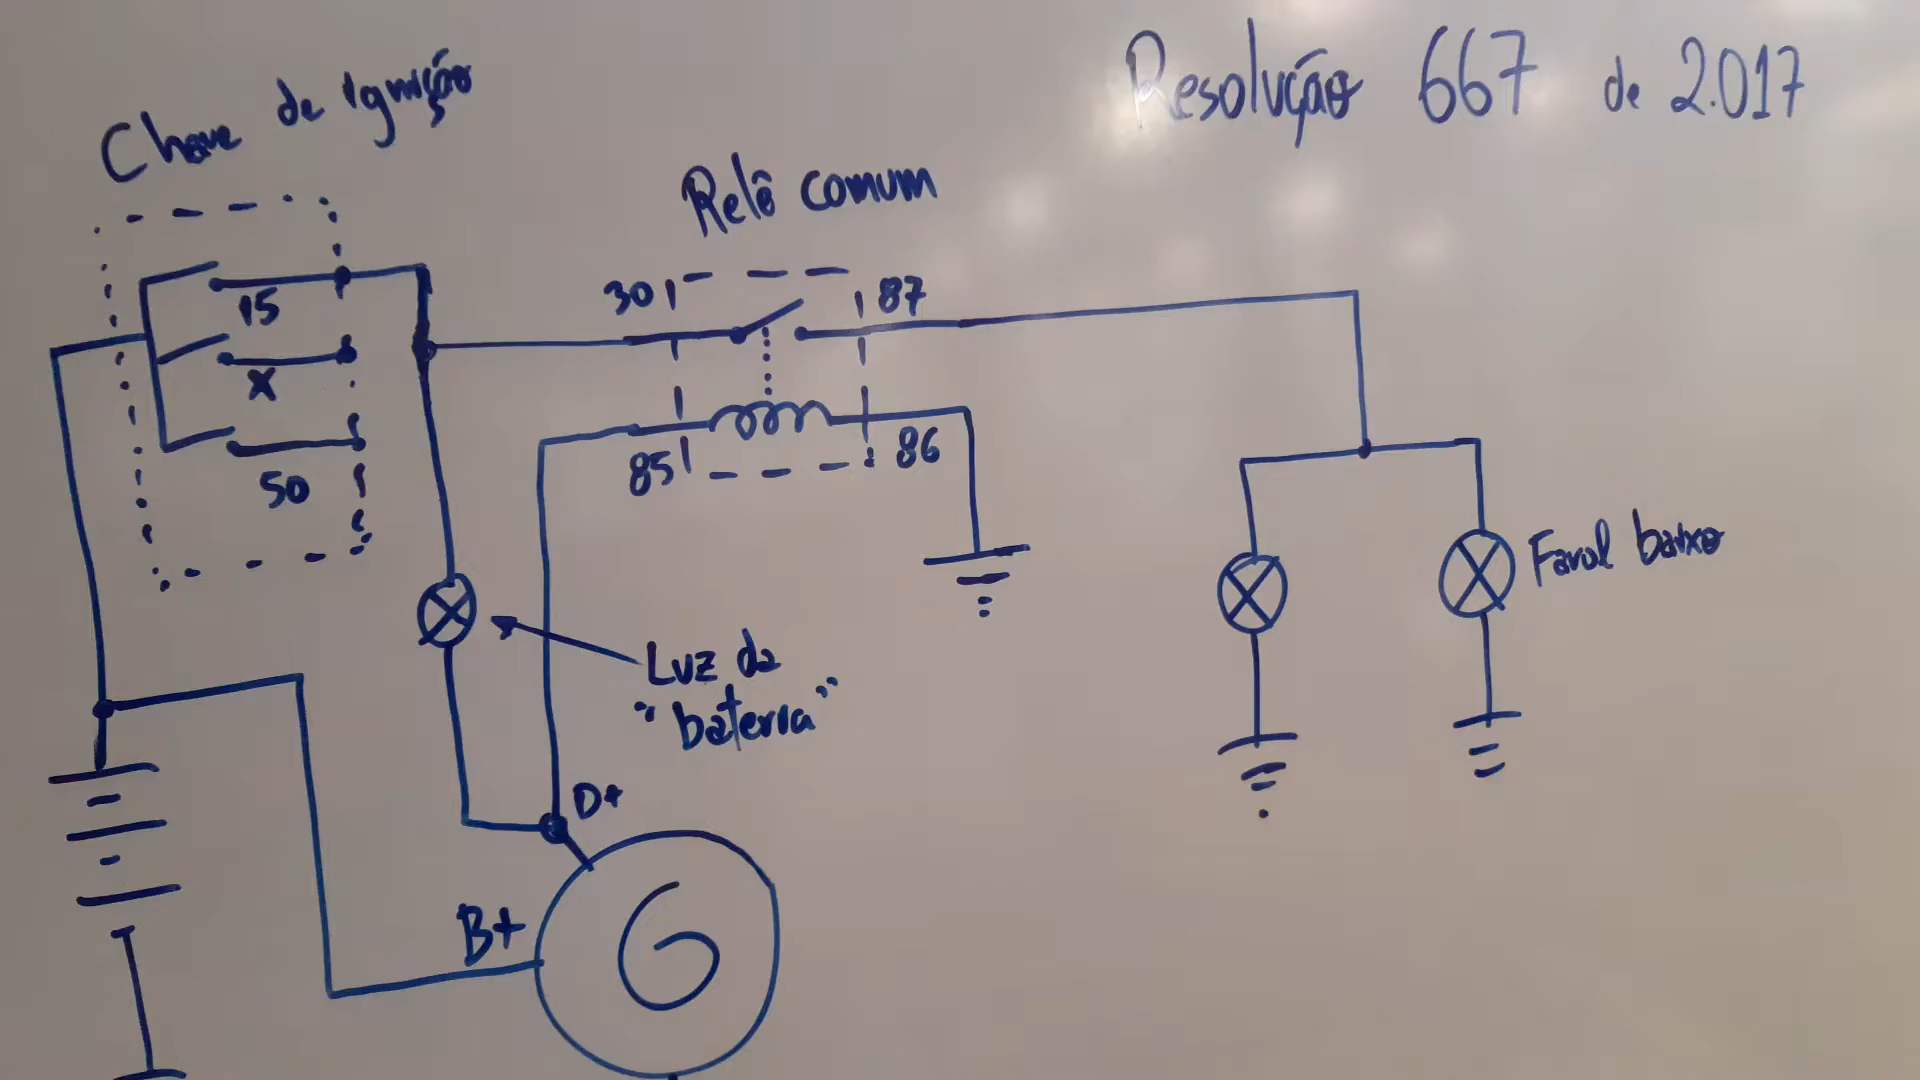 Resolução 667 de 2.017
Chave de Ignição
Relê comum
30
87
15
X
50
85
86
Farol baixo
Luz da
"bateria"
D+
B+
G